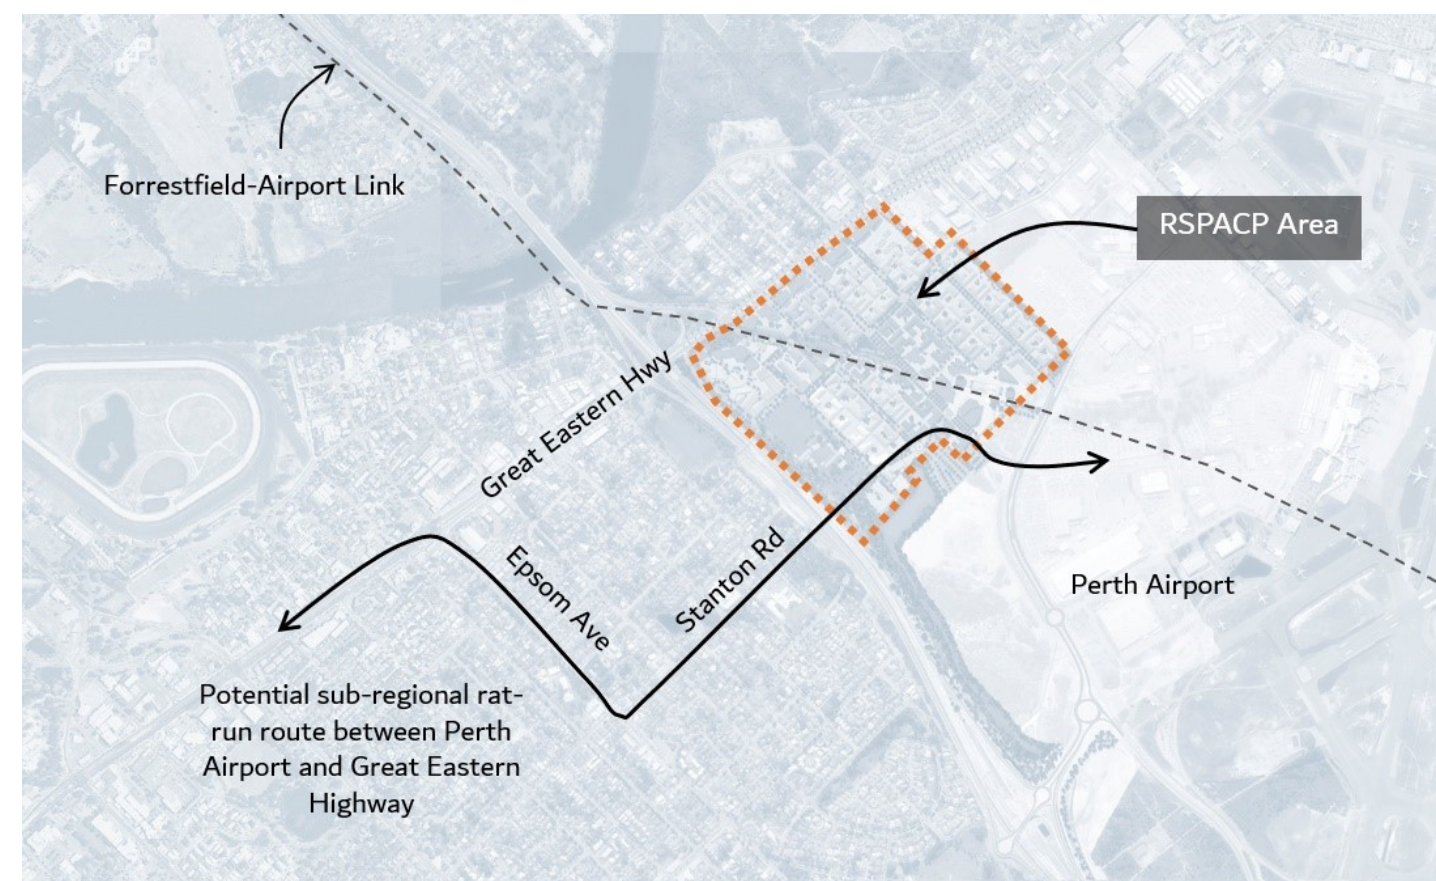 Forrestfield-Airport Link
RSPACP Area
Great Eastern Hwy
Epsom Ave
Stanton Rd
Perth Airport
Potential sub-regional rat-
run route between Perth
Airport and Great Eastern
Highway